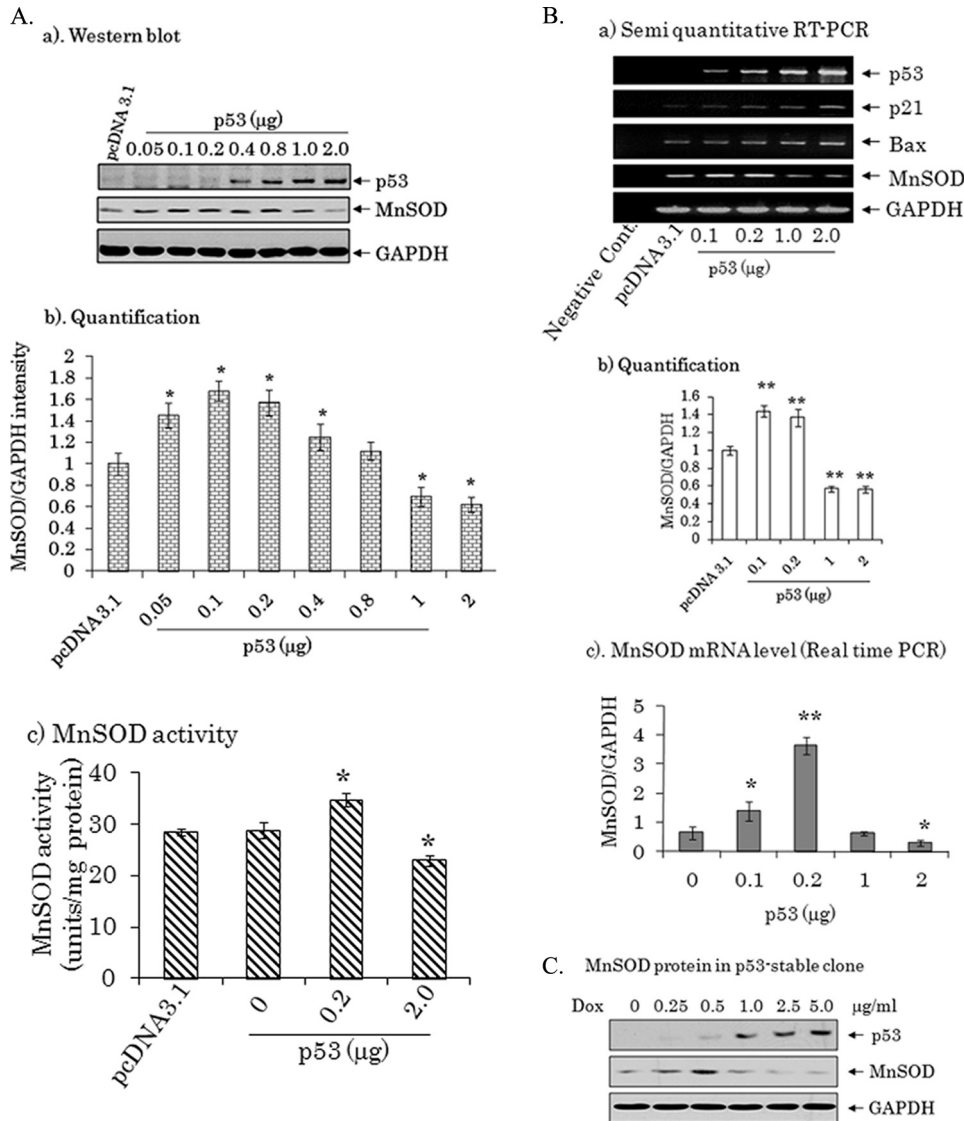 A.
a). Western blot
pcDNA 3.1
p53 (µg)
0.05 0.1 0.2 0.4 0.8 1.0 2.0
p53
MnSOD
GAPDH
b). Quantification
MnSOD/GAPDH intensity
2
1.8
1.6
1.4
1.2
1
0.8
0.6
0.4
0.2
0
* * * * * *
pcDNA3.1 0.05 0.1 0.2 0.4 0.8 1 2
p53 (µg)
c) MnSOD activity
MnSOD activity
(units/mg protein)
40
30
20
10
0
* *
pcDNA3.1 0 0.2 2.0
p53 (µg)
B.
a) Semi quantitative RT-PCR
p53
p21
Bax
MnSOD
GAPDH
Negative Cont.
pcDNA 3.1
0.1 0.2 1.0 2.0
p53 (µg)
b) Quantification
MnSOD/GAPDH
1.6
1.4
1.2
1
0.8
0.6
0.4
0.2
0
** ** ** **
pcDNA3.1 0.1 0.2 1 2
p53 (µg)
c). MnSOD mRNA level (Real time PCR)
MnSOD/GAPDH
5
4
3
2
1
0
* ** *
0 0.1 0.2 1 2
p53 (µg)
C.
MnSOD protein in p53-stable clone
Dox 0 0.25 0.5 1.0 2.5 5.0 µg/ml
p53
MnSOD
GAPDH